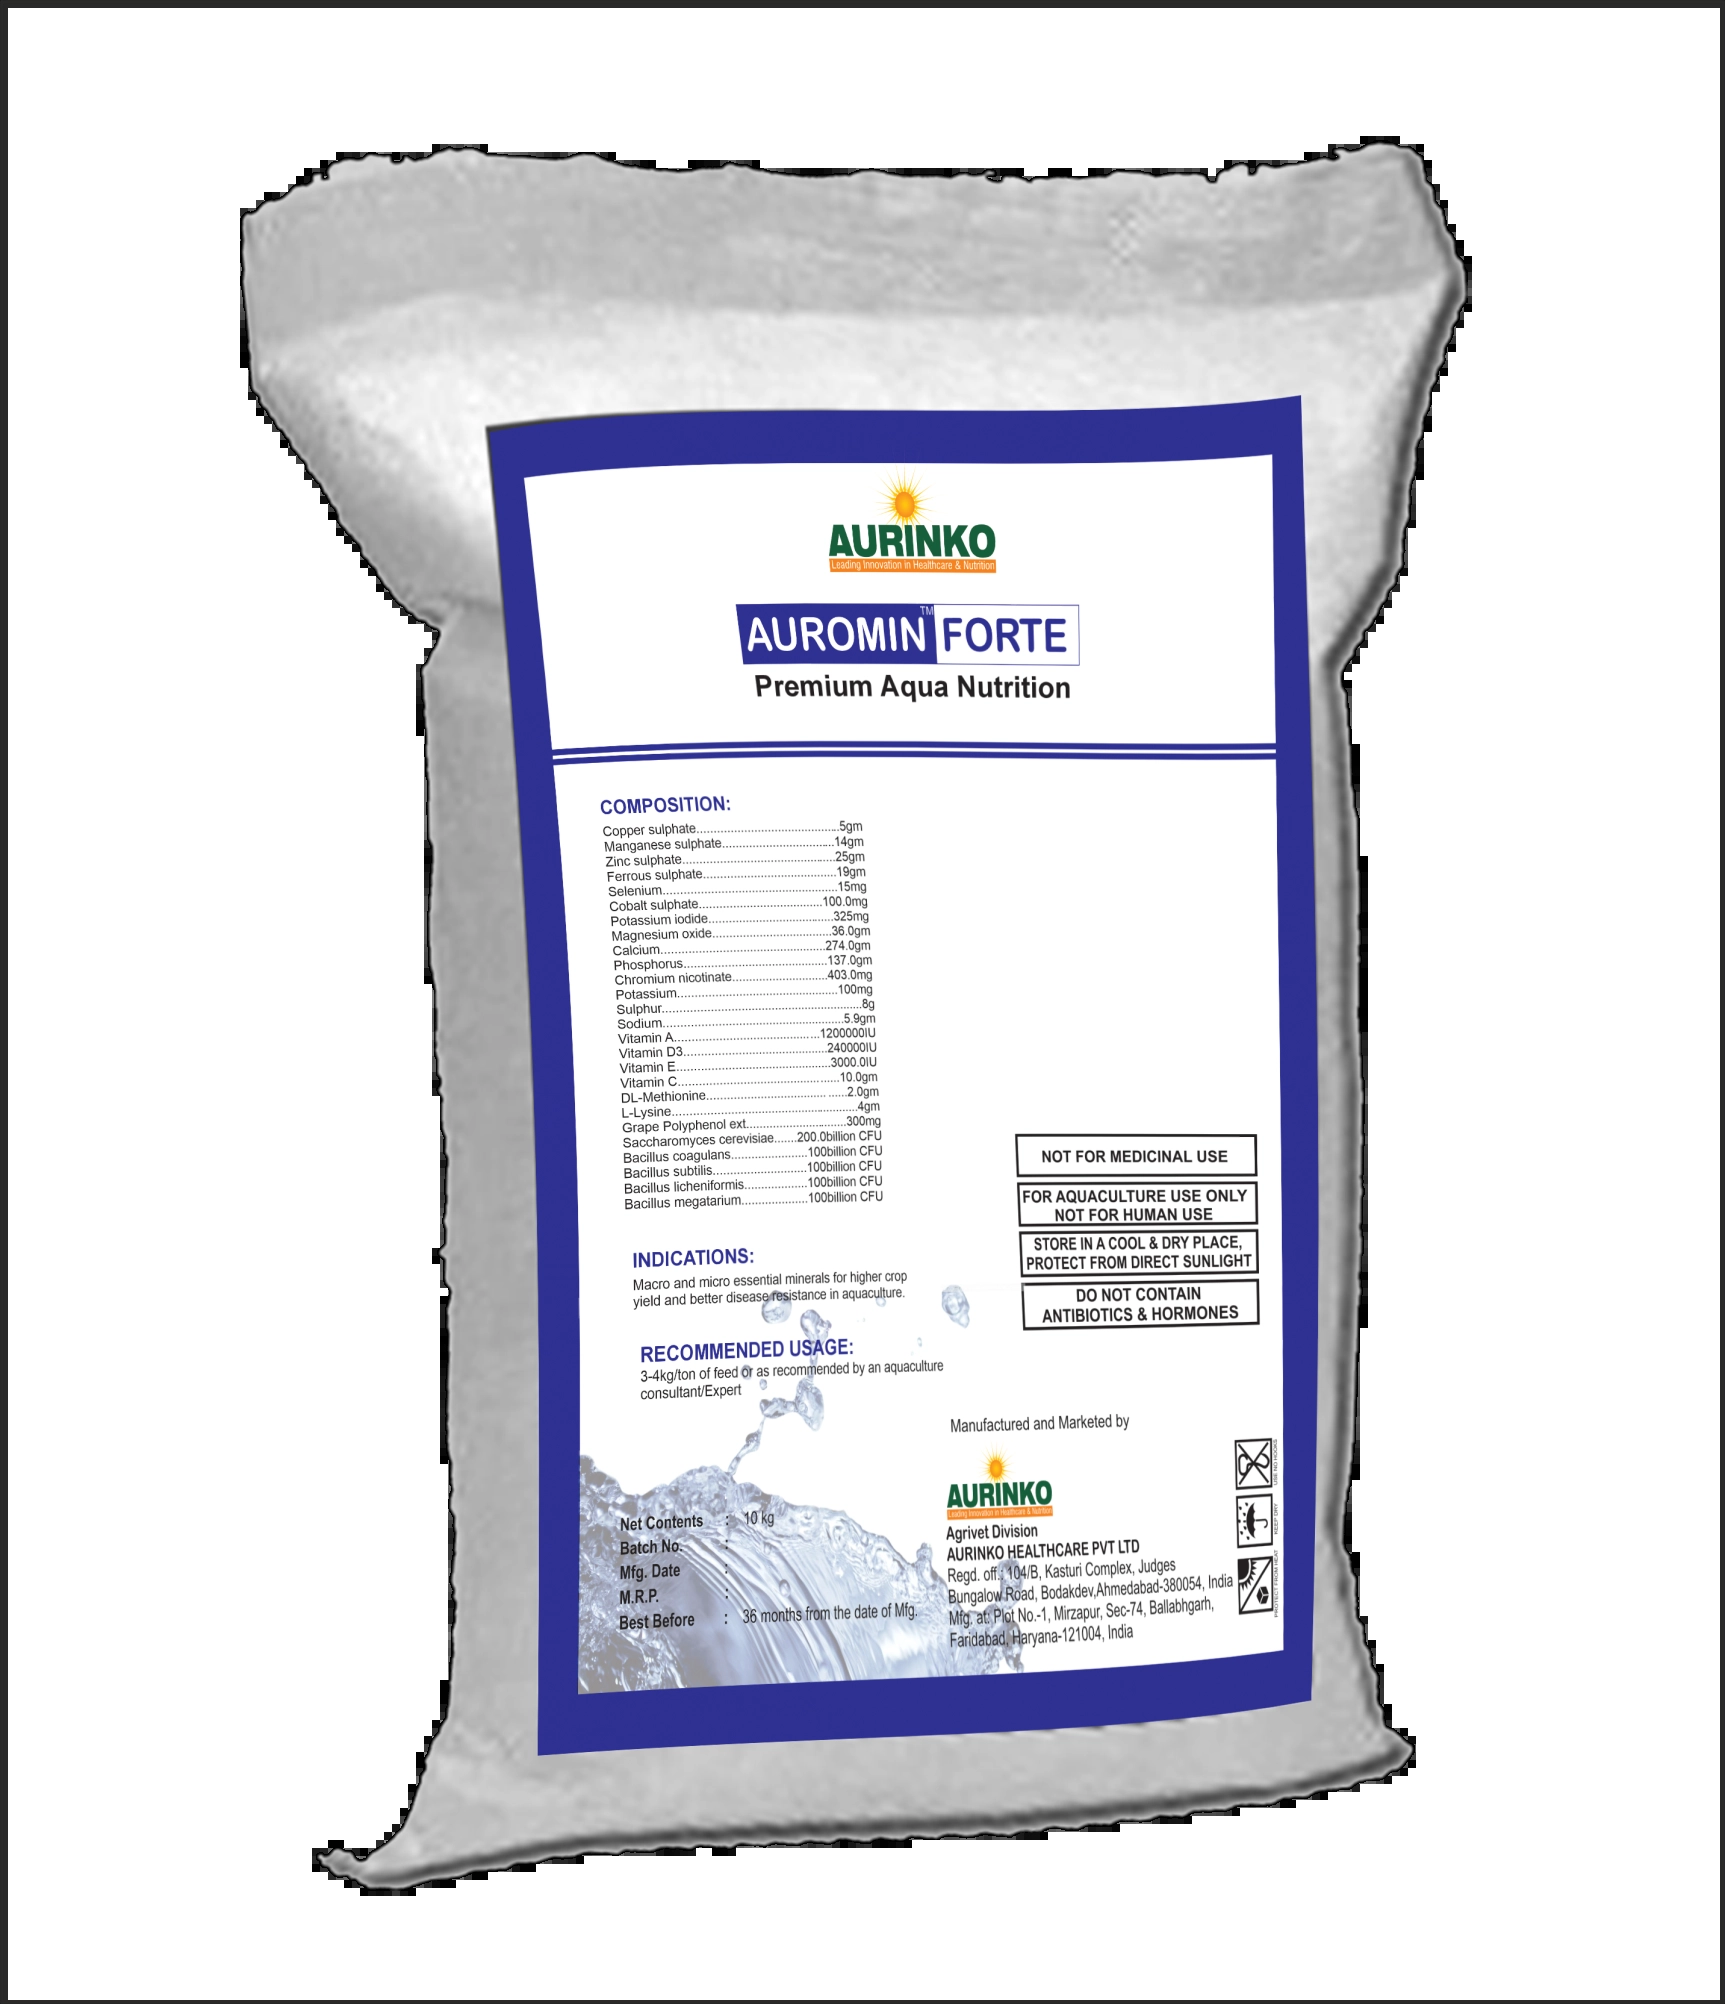 AURINKO
Leading Innovation in Healthcare & Nutrition
AUROMIN™ FORTE
Premium Aqua Nutrition
COMPOSITION:
Copper sulphate..........................................5gm
Manganese sulphate................................14gm
Zinc sulphate............................................25gm
Ferrous sulphate.......................................19gm
Selenium...................................................15mg
Cobalt sulphate....................................100.0mg
Potassium iodide....................................325mg
Magnesium oxide...................................36.0gm
Calcium................................................274.0gm
Phosphorus..........................................137.0gm
Chromium nicotinate............................403.0mg
Potassium...............................................100mg
Sulphur..........................................................8g
Sodium.....................................................5.9gm
Vitamin A...........................................1200000IU
Vitamin D3..........................................240000IU
Vitamin E.............................................3000.0IU
Vitamin C...............................................10.0gm
DL-Methionine.........................................2.0gm
L-Lysine......................................................4gm
Grape Polyphenol ext.............................300mg
Saccharomyces cerevisiae.......200.0billion CFU
Bacillus coagulans......................100billion CFU
Bacillus subtilis...........................100billion CFU
Bacillus licheniformis..................100billion CFU
Bacillus megatarium...................100billion CFU
NOT FOR MEDICINAL USE
FOR AQUACULTURE USE ONLY
NOT FOR HUMAN USE
STORE IN A COOL & DRY PLACE,
PROTECT FROM DIRECT SUNLIGHT
DO NOT CONTAIN
ANTIBIOTICS & HORMONES
INDICATIONS:
Macro and micro essential minerals for higher crop
yield and better disease resistance in aquaculture.
RECOMMENDED USAGE:
3-4kg/ton of feed or as recommended by an aquaculture
consultant/Expert
Net Contents : 10 kg
Batch No. :
Mfg. Date :
M.R.P. :
Best Before : 36 months from the date of Mfg.
Manufactured and Marketed by
AURINKO
Leading Innovation in Healthcare & Nutrition
Agrivet Division
AURINKO HEALTHCARE PVT LTD
Regd. off.: 104/B, Kasturi Complex, Judges
Bungalow Road, Bodakdev,Ahmedabad-380054, India
Mfg. at: Plot No.-1, Mirzapur, Sec-74, Ballabhgarh,
Faridabad, Haryana-121004, India
USE NO HOOKS
KEEP DRY
PROTECT FROM HEAT